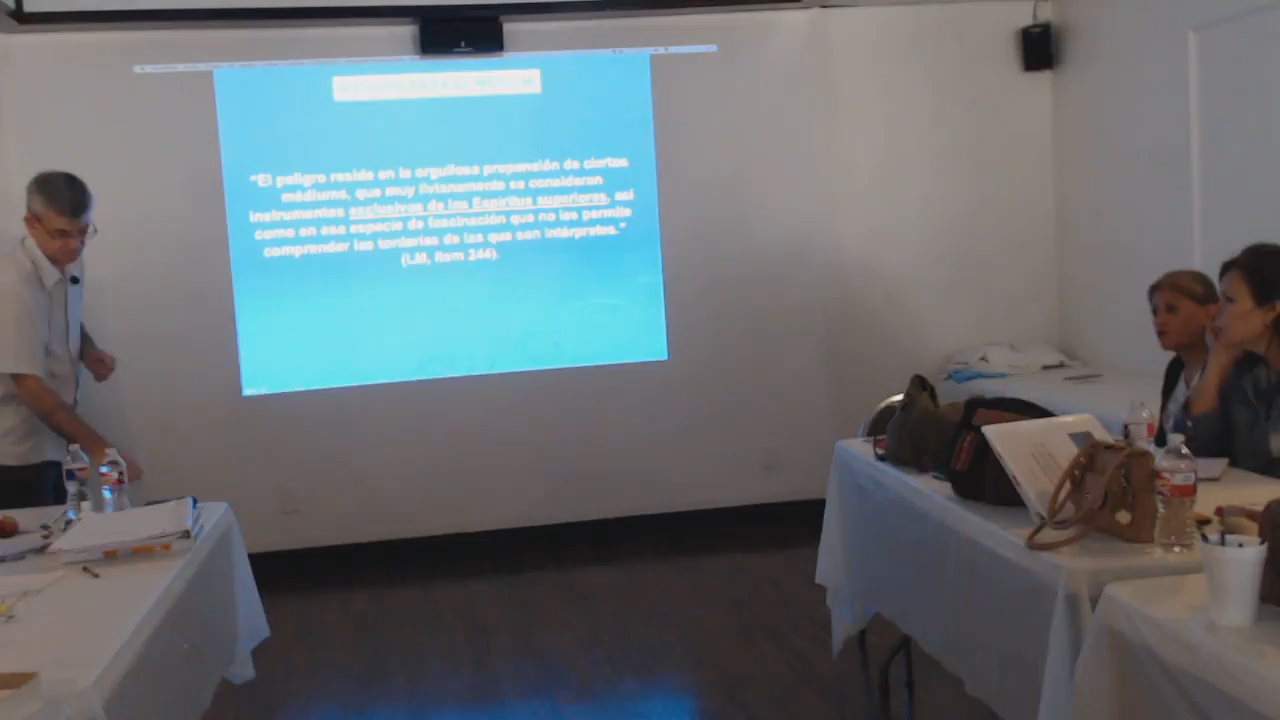 "El peligro reside en la orgullosa propensión de ciertos
médiums, que muy livianamente se consideran
instrumentos exclusivos de los Espíritus superiores, así
como en esa especie de fascinación que no les permite
comprender las tonterías de las que son intérpretes."
(LM, ítem 244).